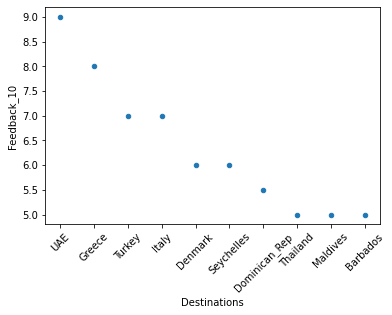 9.0
8.5
8.0
7.5
7.0
6.5
6.0
5.5
5.0
Feedback_10
UAE
Greece
Turkey
Italy
Denmark
Seychelles
Dominican_Rep
Thailand
Maldives
Barbados
Destinations